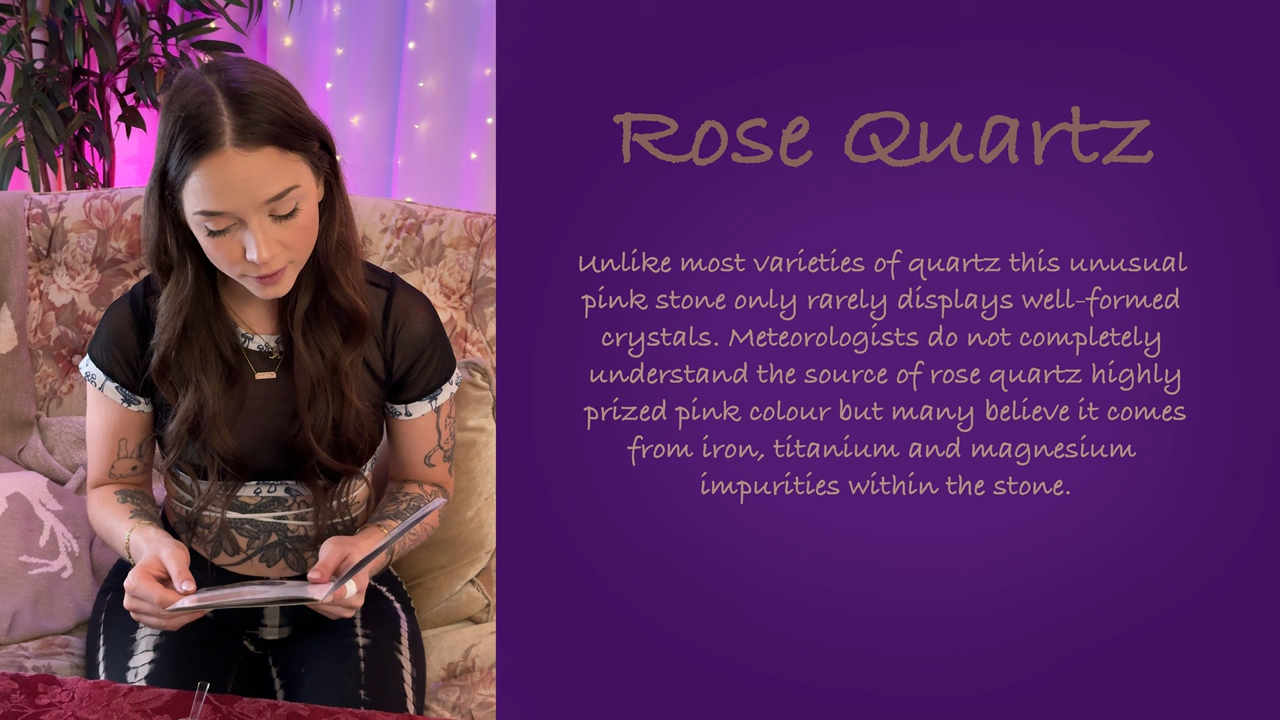 Rose Quartz
Unlike most varieties of quartz this unusual
pink stone only rarely displays well-formed
crystals. Meteorologists do not completely
understand the source of rose quartz highly
prized pink colour but many believe it comes
from iron, titanium and magnesium
impurities within the stone.